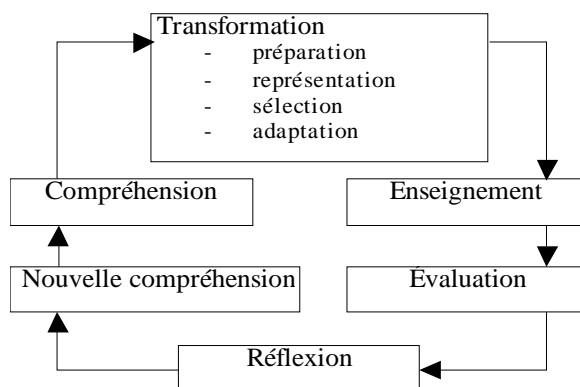 Transformation
- préparation
- représentation
- sélection
- adaptation
Compréhension
Enseignement
Nouvelle compréhension
Évaluation
Réflexion